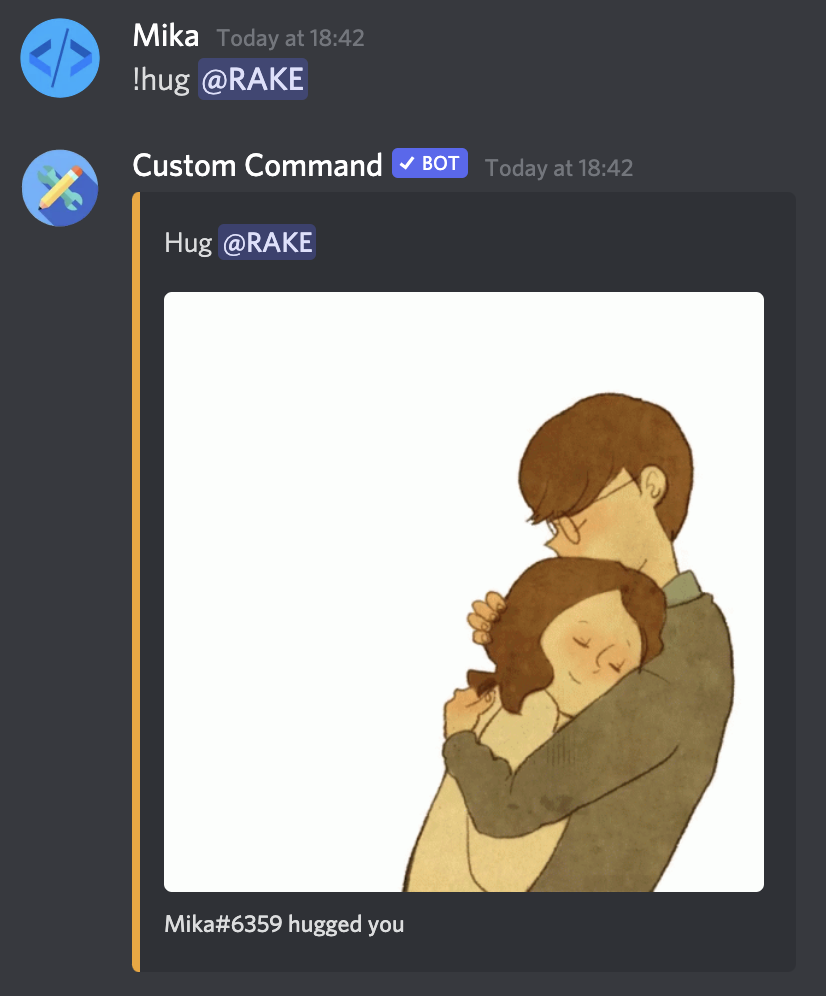 Mika Today at 18:42
!hug @RAKE
Custom Command ✓ BOT Today at 18:42
Hug @RAKE
Mika#6359 hugged you